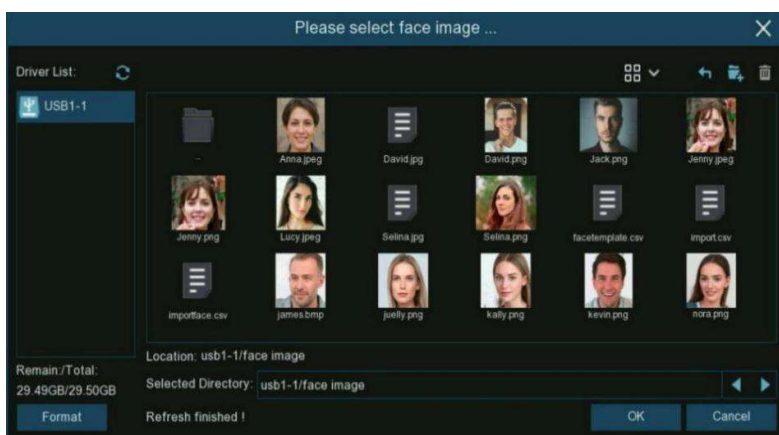 Please select face image ...
Driver List:
USB1-1
..
Anna.jpeg
David.jpg
David.png
Jack.png
Jenny.jpeg
Jenny.png
Lucy.jpeg
Selina.jpg
Selina.png
facetemplate.csv
import.csv
importface.csv
james.bmp
juelly.png
kally.png
kevin.png
nora.png
Location: usb1-1/face image
Remain:/Total:
29.49GB/29.50GB
Selected Directory: usb1-1/face image
Format
Refresh finished !
OK
Cancel